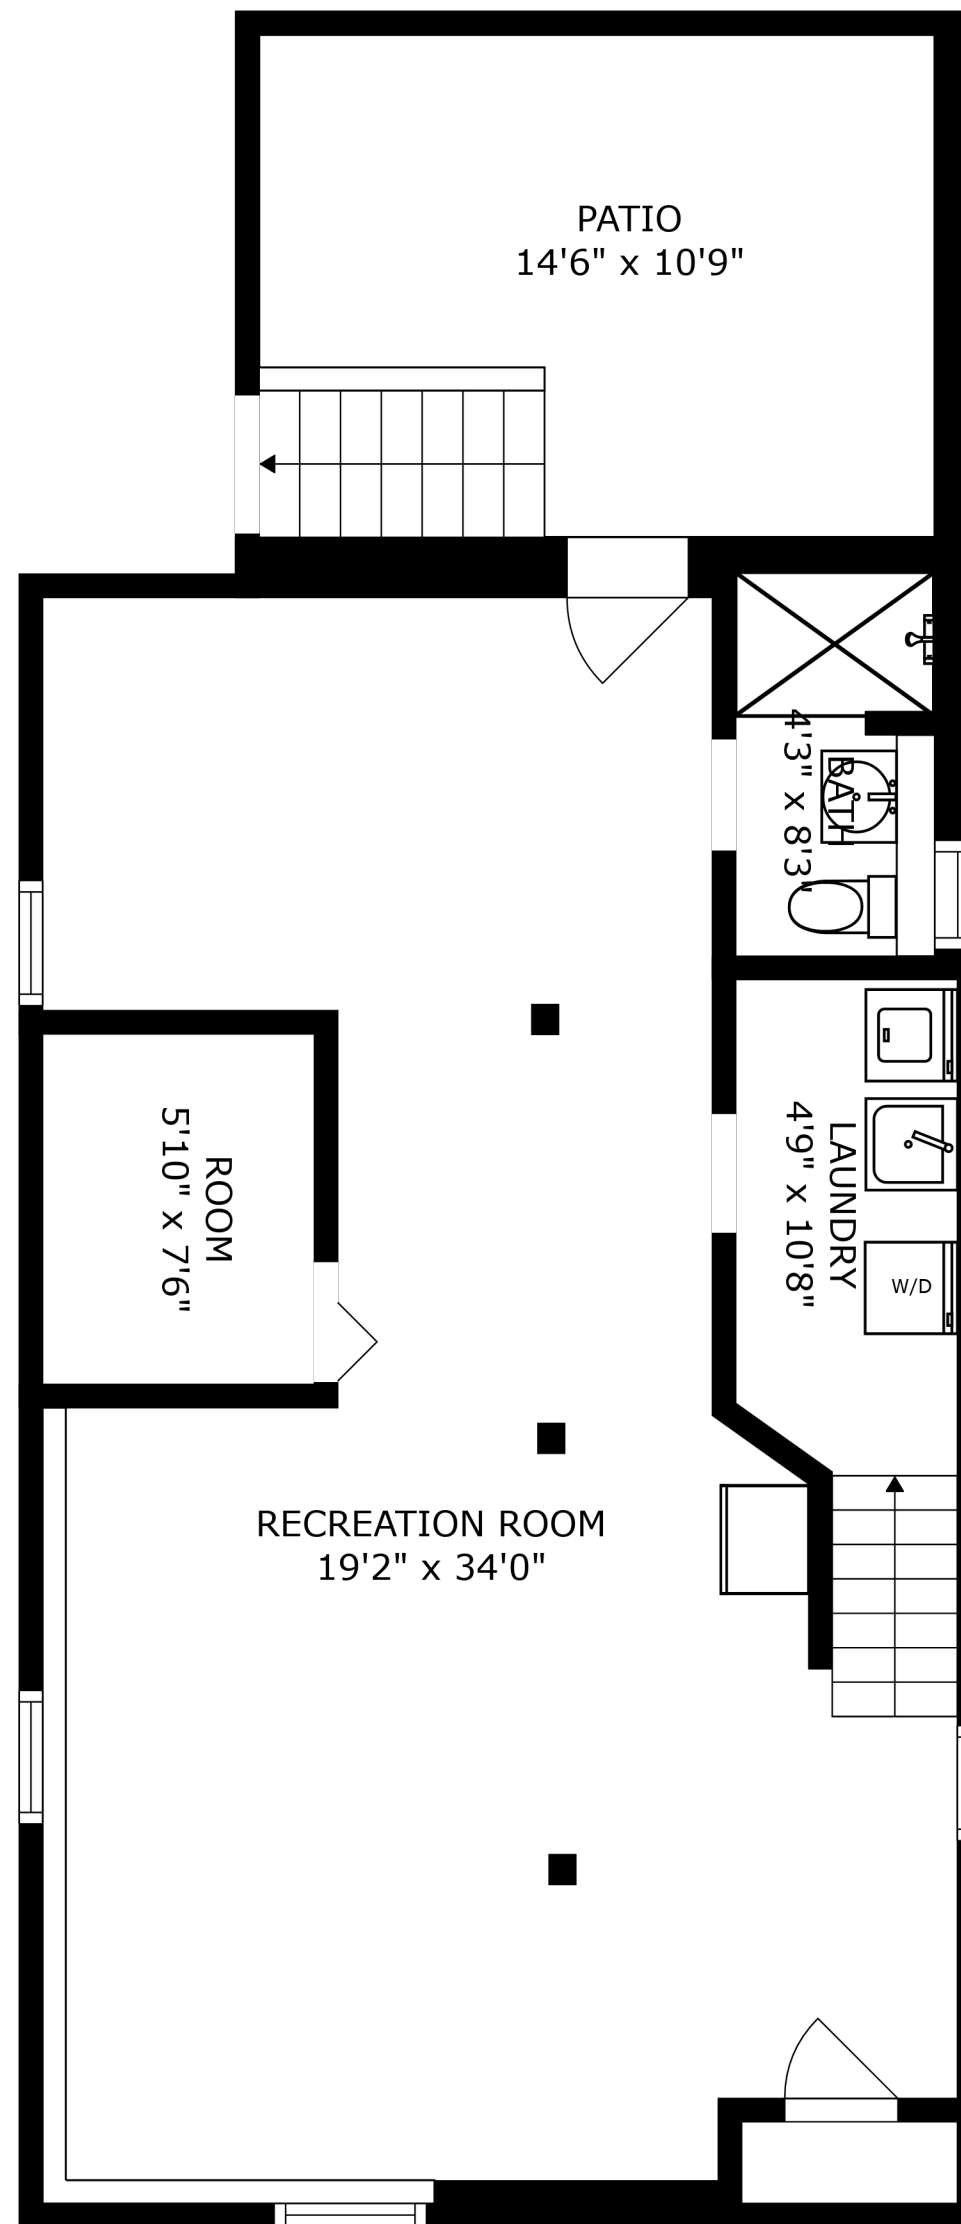 PATIO
14'6" x 10'9"
BATH
4'3" x 8'3"
ROOM
5'10" x 7'6"
LAUNDRY
4'9" x 10'8"
W/D
RECREATION ROOM
19'2" x 34'0"